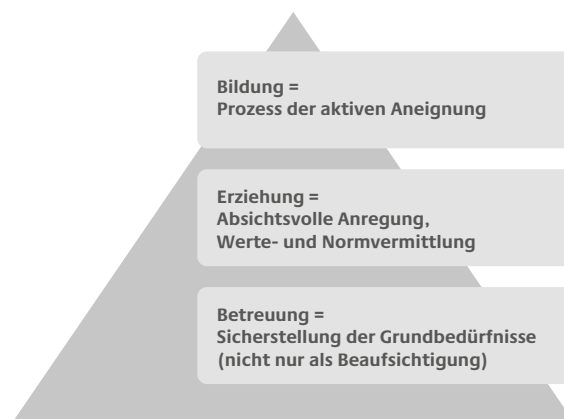 Bildung =
Prozess der aktiven Aneignung
Erziehung =
Absichtsvolle Anregung,
Werte- und Normvermittlung
Betreuung =
Sicherstellung der Grundbedürfnisse
(nicht nur als Beaufsichtigung)